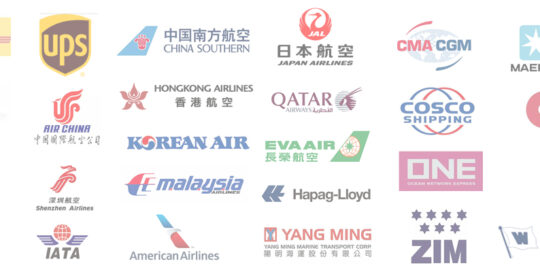 ups
中国南方航空
CHINA SOUTHERN
JAL
日本航空
JAPAN AIRLINES
CMA CGM
MAE
AIR CHINA
中国国際航空公司
HONGKONG AIRLINES
香港航空
QATAR
AIRWAYS القطرية
COSCO
SHIPPING
KOREAN AIR
EVA AIR
長榮航空
ONE
OCEAN NETWORK EXPRESS
深圳航空
Shenzhen Airlines
malaysia
AIRLINES
Hapag-Lloyd
IATA
American Airlines
YANG MING
YANG MING MARINE TRANSPORT CORP.
陽明海運股份有限公司
ZIM
W